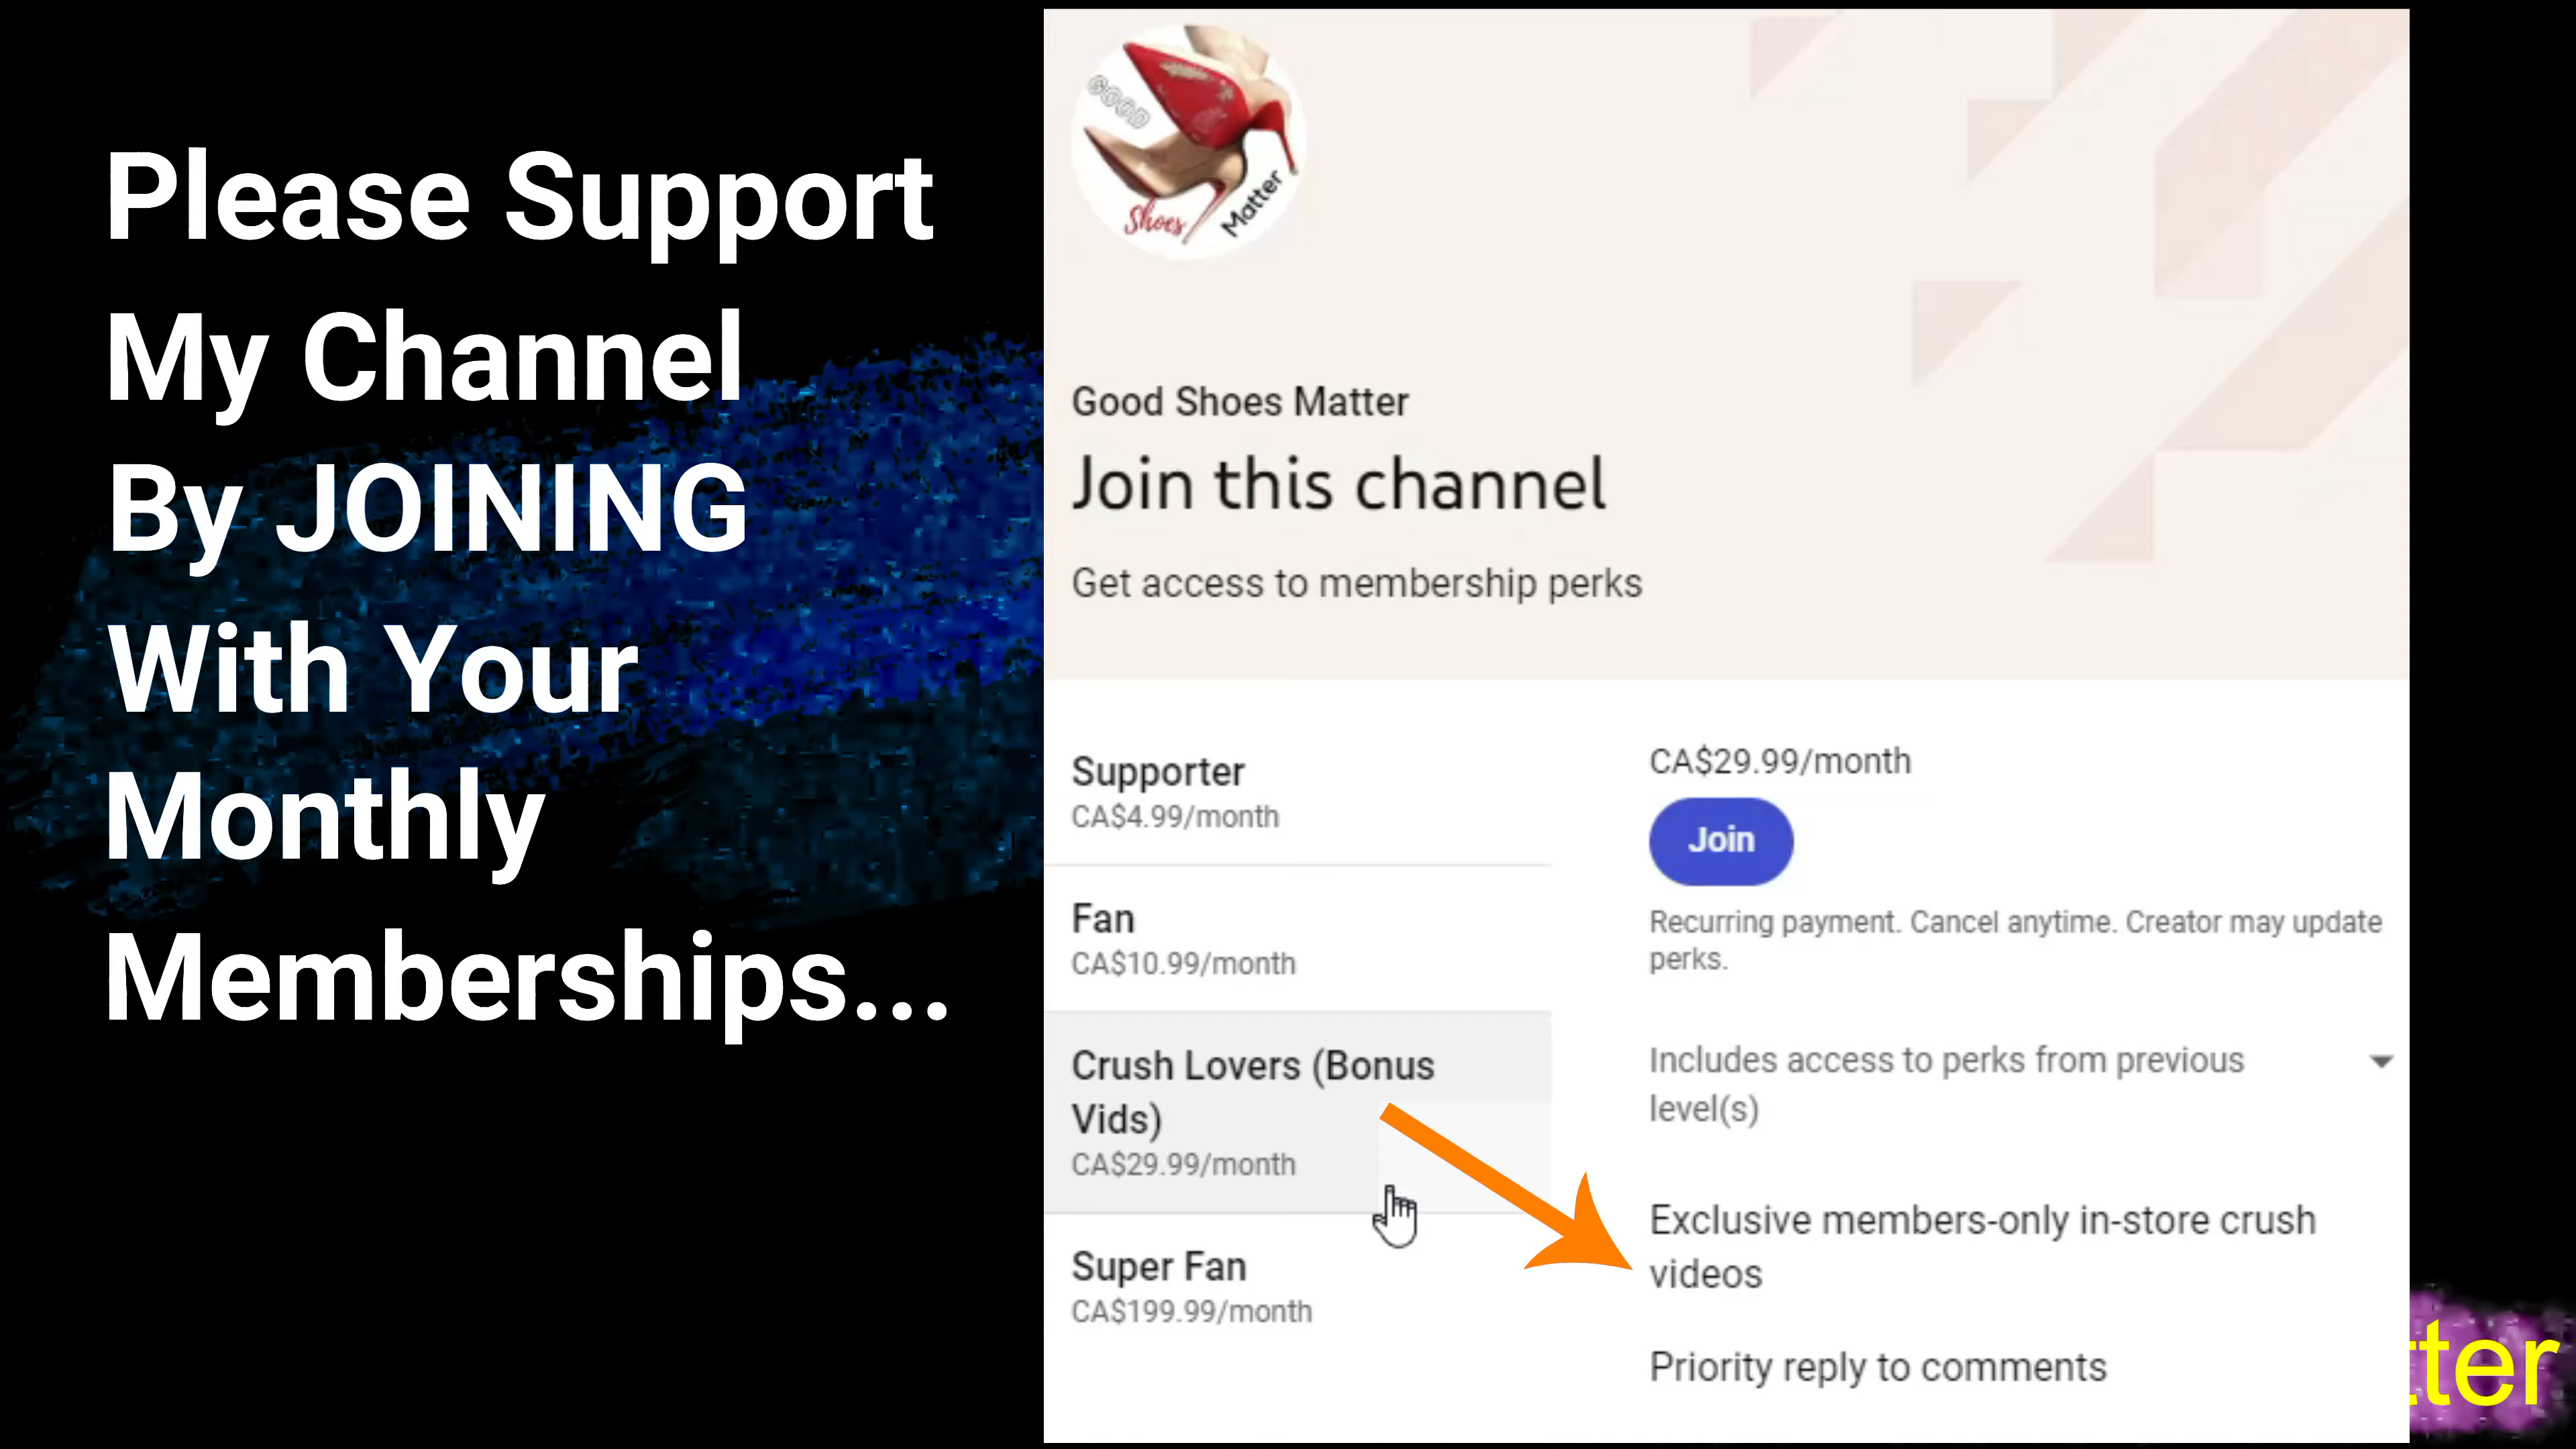 Please Support
My Channel
By JOINING
With Your
Monthly
Memberships...
GOOD
Shoes
Matter
Good Shoes Matter
Join this channel
Get access to membership perks
Supporter
CA$4.99/month
Fan
CA$10.99/month
Crush Lovers (Bonus
Vids)
CA$29.99/month
Super Fan
CA$199.99/month
CA$29.99/month
Join
Recurring payment. Cancel anytime. Creator may update
perks.
Includes access to perks from previous
level(s)
Exclusive members-only in-store crush
videos
Priority reply to comments